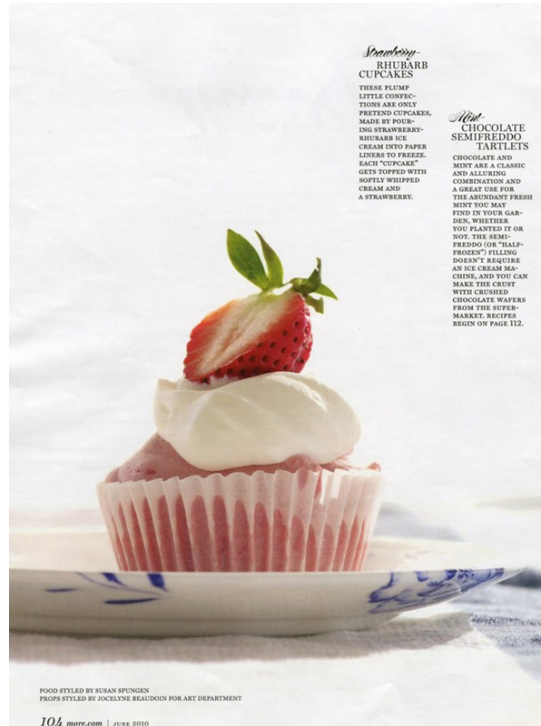 Strawberry-
RHUBARB
CUPCAKES
THESE PLUMP
LITTLE CONFEC-
TIONS ARE ONLY
PRETEND CUPCAKES,
MADE BY POUR-
ING STRAWBERRY-
RHUBARB ICE
CREAM INTO PAPER
LINERS TO FREEZE.
EACH "CUPCAKE"
GETS TOPPED WITH
SOFTLY WHIPPED
CREAM AND
A STRAWBERRY.
Mint-
CHOCOLATE
SEMIFREDDO
TARTLETS
CHOCOLATE AND
MINT ARE A CLASSIC
AND ALLURING
COMBINATION AND
A GREAT USE FOR
THE ABUNDANT FRESH
MINT YOU MAY
FIND IN YOUR GAR-
DEN, WHETHER
YOU PLANTED IT OR
NOT. THE SEMI-
FREDDO (OR "HALF-
FROZEN") FILLING
DOESN'T REQUIRE
AN ICE CREAM MA-
CHINE, AND YOU CAN
MAKE THE CRUST
WITH CRUSHED
CHOCOLATE WAFERS
FROM THE SUPER-
MARKET. RECIPES
BEGIN ON PAGE 112.
FOOD STYLED BY SUSAN SPUNGEN
PROPS STYLED BY JOCELYNE BEAUDOIN FOR ART DEPARTMENT
104 more.com | JUNE 2010